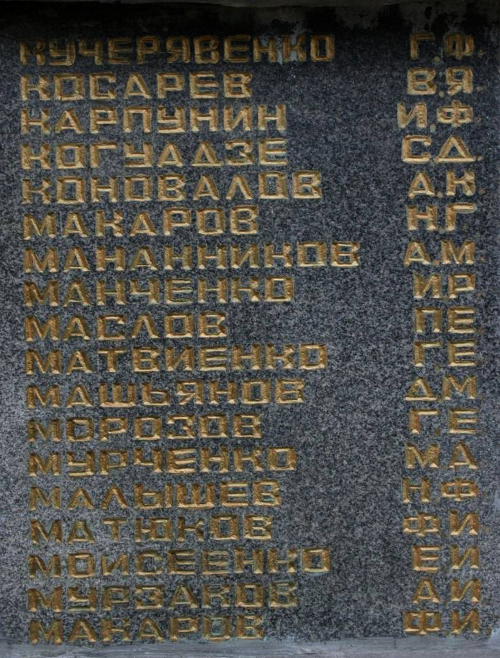 КУЧЕРЯВЕНКО Г.Ф.
КОСАРЕВ В.Я.
КАРПУНИН И.Ф.
КОГУАДЗЕ С.Д.
КОНОВАЛОВ А.К
МАКАРОВ Н.Г
МАНАННИКОВ А.М
МАНЧЕНКО И Р
МАСЛОВ П Е
МАТВИЕНКО Г Е
МАШЬЯНОВ Д М
МОРОЗОВ Г. Е
МУРЧЕНКО М А
МАЛЫШЕВ Н Ф
МАТЮКОВ Ф И
МОИСЕЕНКО Е И
МУРЗАКОВ А И
МАКАРОВ Ф И